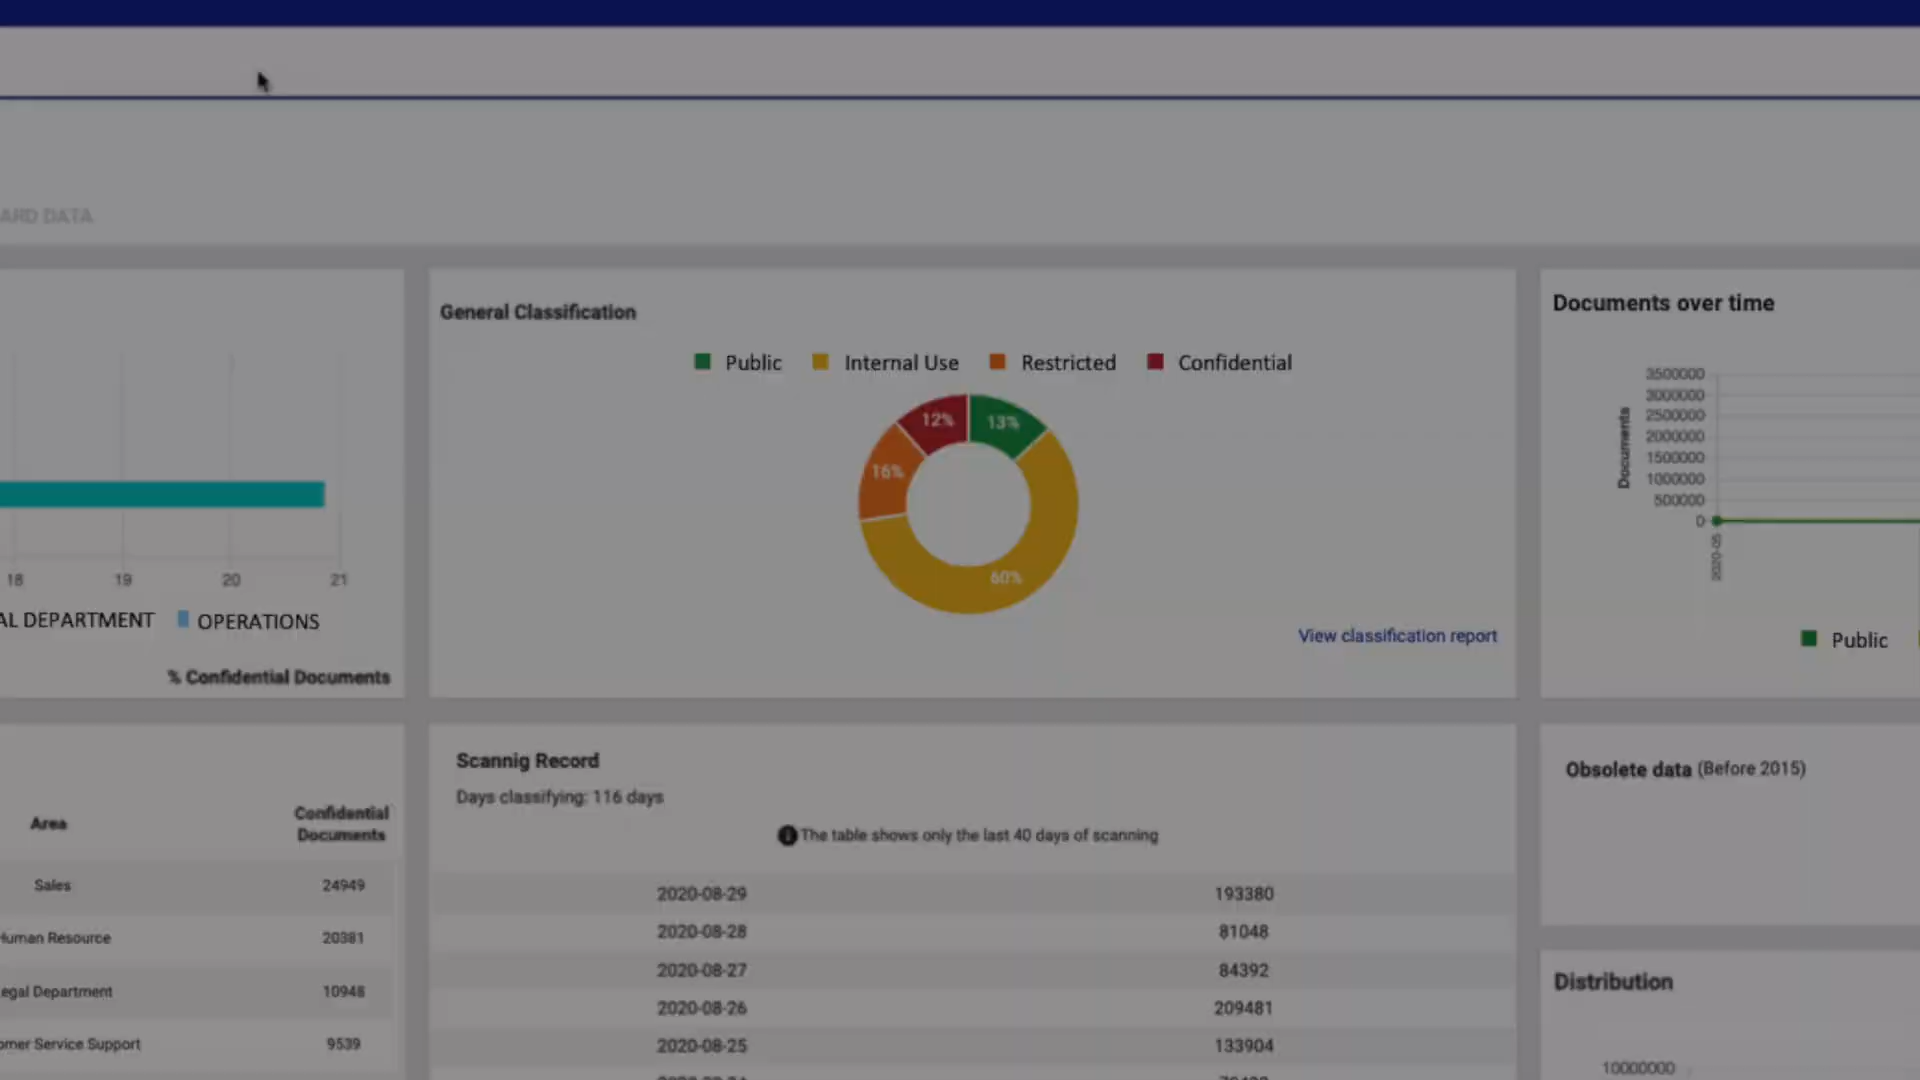 ARD DATA
18 19 20 21
AL DEPARTMENT OPERATIONS
% Confidential Documents
General Classification
Public Internal Use Restricted Confidential
12% 13%
16%
60%
View classification report
Documents over time
Documents
3500000
3000000
2500000
2000000
1500000
1000000
500000
0
2020-05
Public
Area Confidential Documents
Sales 24949
Human Resource 20381
egal Department 10948
omer Service Support 9539
Scannig Record
Days classifying: 116 days
The table shows only the last 40 days of scanning
2020-08-29 193380
2020-08-28 81048
2020-08-27 84392
2020-08-26 209481
2020-08-25 133904
Obsolete data (Before 2015)
Distribution
10000000